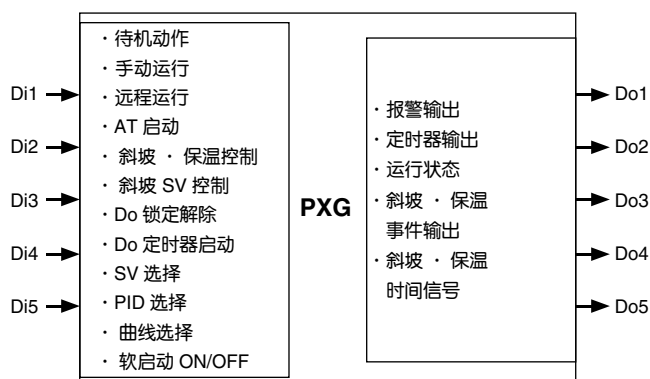 Di1
Di2
Di3
Di4
Di5
· 待机动作
· 手动运行
· 远程运行
· AT 启动
· 斜坡 · 保温控制
· 斜坡 SV 控制
· Do 锁定解除
· Do 定时器启动
· SV 选择
· PID 选择
· 曲线选择
· 软启动 ON/OFF
PXG
· 报警输出
· 定时器输出
· 运行状态
· 斜坡 · 保温
事件输出
· 斜坡 · 保温
时间信号
Do1
Do2
Do3
Do4
Do5